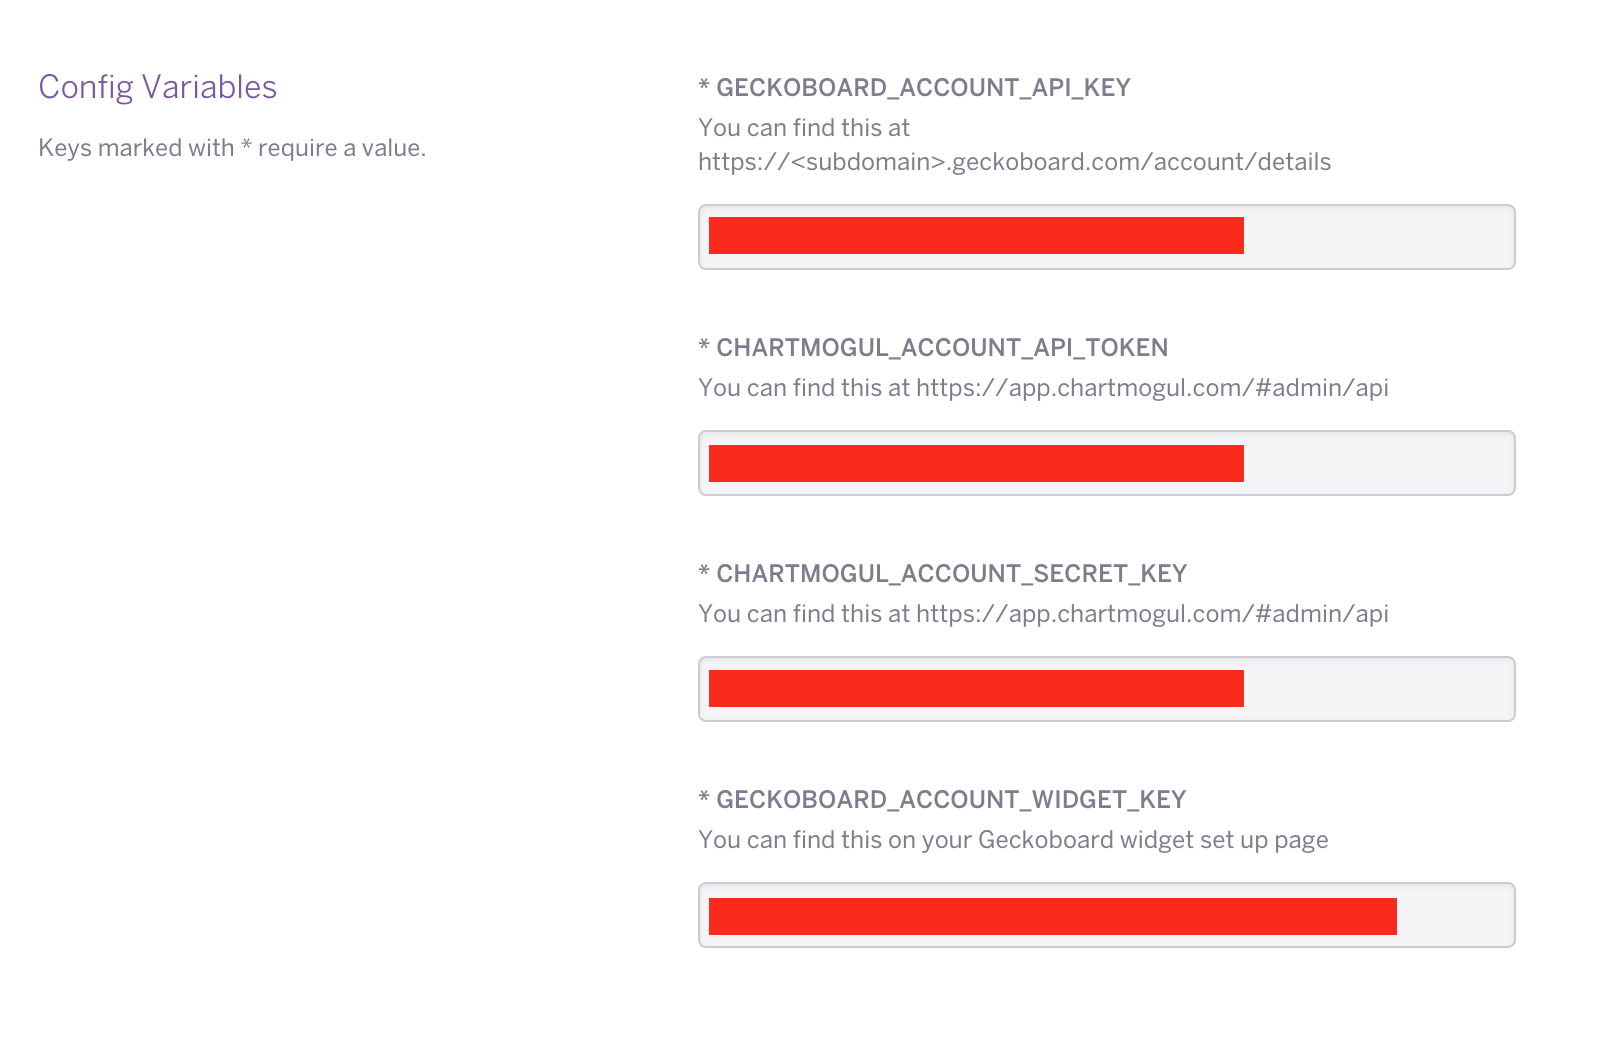 Config Variables
Keys marked with * require a value.
* GECKOBOARD_ACCOUNT_API_KEY
You can find this at
https://<subdomain>.geckoboard.com/account/details
* CHARTMOGUL_ACCOUNT_API_TOKEN
You can find this at https://app.chartmogul.com/#admin/api
* CHARTMOGUL_ACCOUNT_SECRET_KEY
You can find this at https://app.chartmogul.com/#admin/api
* GECKOBOARD_ACCOUNT_WIDGET_KEY
You can find this on your Geckoboard widget set up page